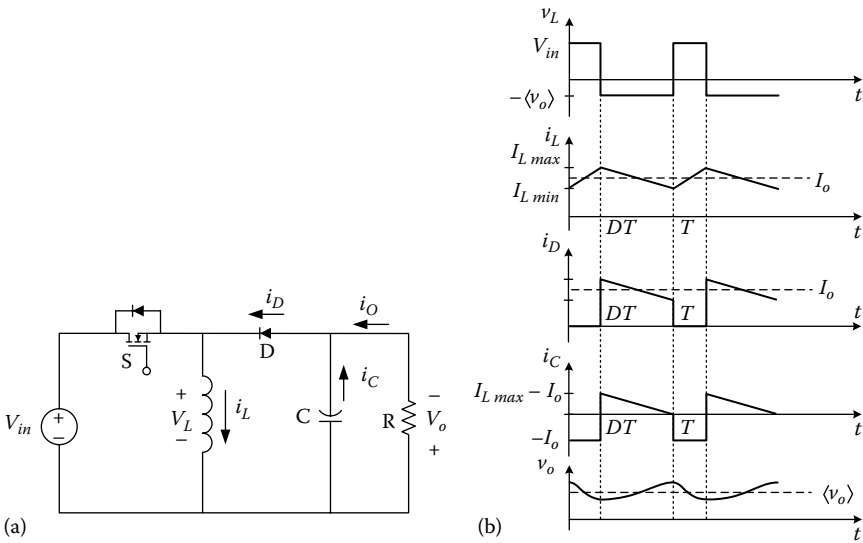 (a)
V_in
+
−
S
+
V_L
−
i_L
i_D
D
i_O
i_C
C
R
−
V_o
+
(b)
v_L
V_in
−⟨v_o⟩
t
i_L
I_L max
I_L min
I_o
DT
T
t
i_D
I_o
DT
T
t
i_C
I_L max − I_o
−I_o
DT
T
t
v_o
⟨v_o⟩
t